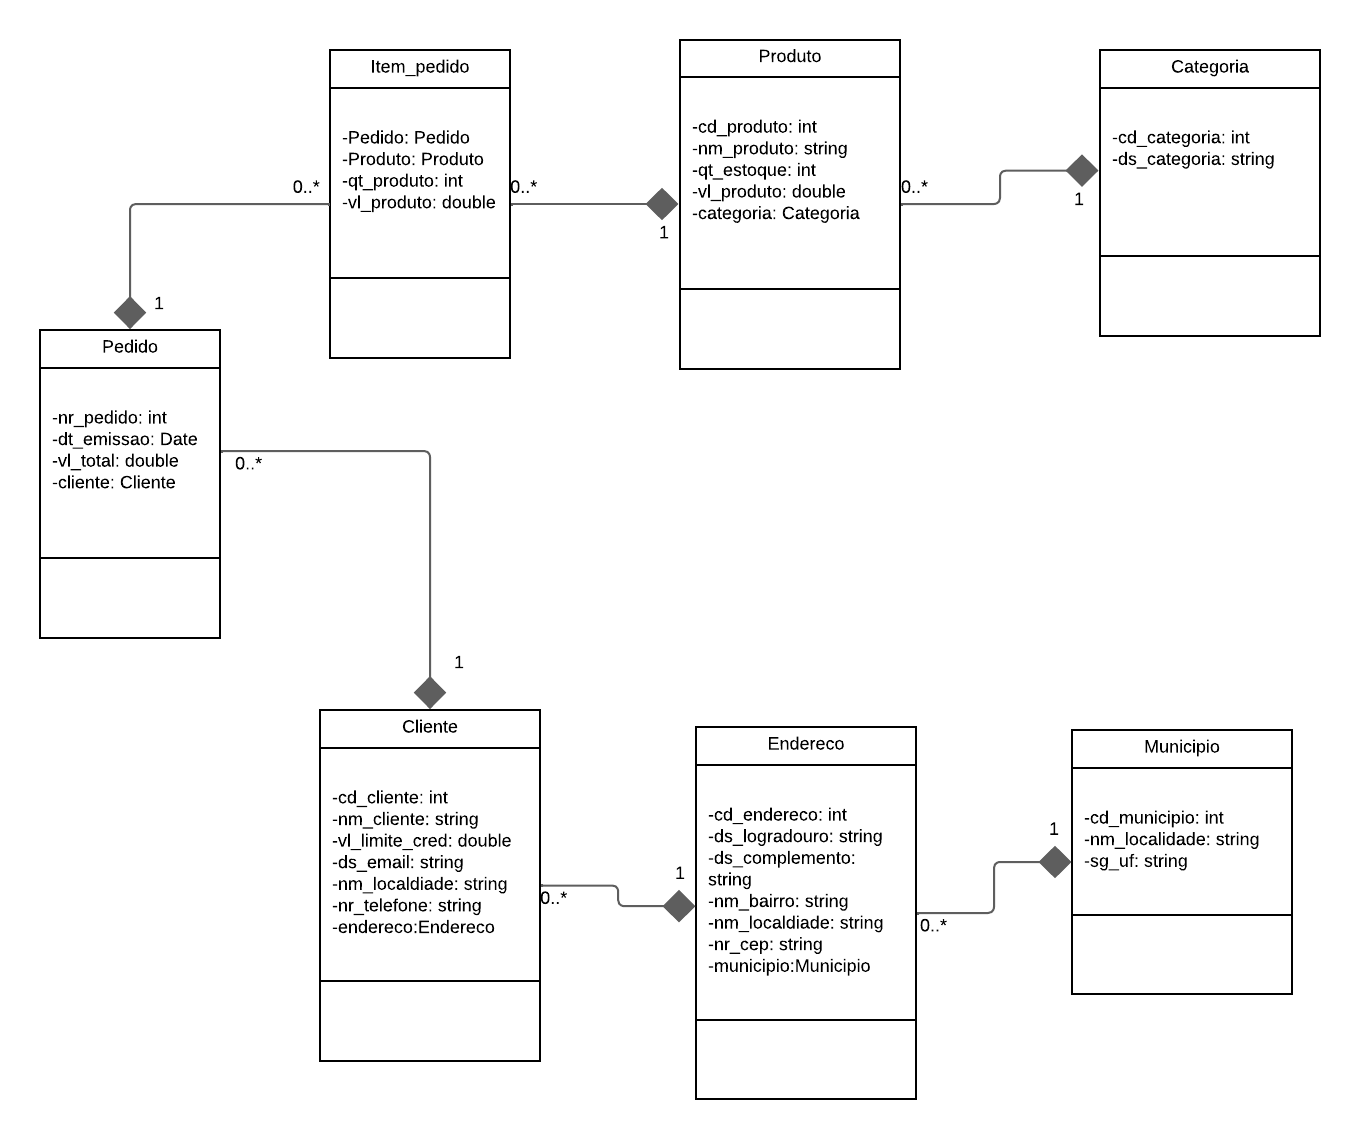 Item_pedido
-Pedido: Pedido
-Produto: Produto
-qt_produto: int
-vl_produto: double
0..*
0..*
Produto
-cd_produto: int
-nm_produto: string
-qt_estoque: int
-vl_produto: double
-categoria: Categoria
1
0..*
Categoria
-cd_categoria: int
-ds_categoria: string
1
1
Pedido
-nr_pedido: int
-dt_emissao: Date
-vl_total: double
-cliente: Cliente
0..*
1
Cliente
-cd_cliente: int
-nm_cliente: string
-vl_limite_cred: double
-ds_email: string
-nm_localdiade: string
-nr_telefone: string
-endereco:Endereco
0..*
1
Endereco
-cd_endereco: int
-ds_logradouro: string
-ds_complemento:
string
-nm_bairro: string
-nm_localdiade: string
-nr_cep: string
-municipio:Municipio
0..*
1
Municipio
-cd_municipio: int
-nm_localidade: string
-sg_uf: string